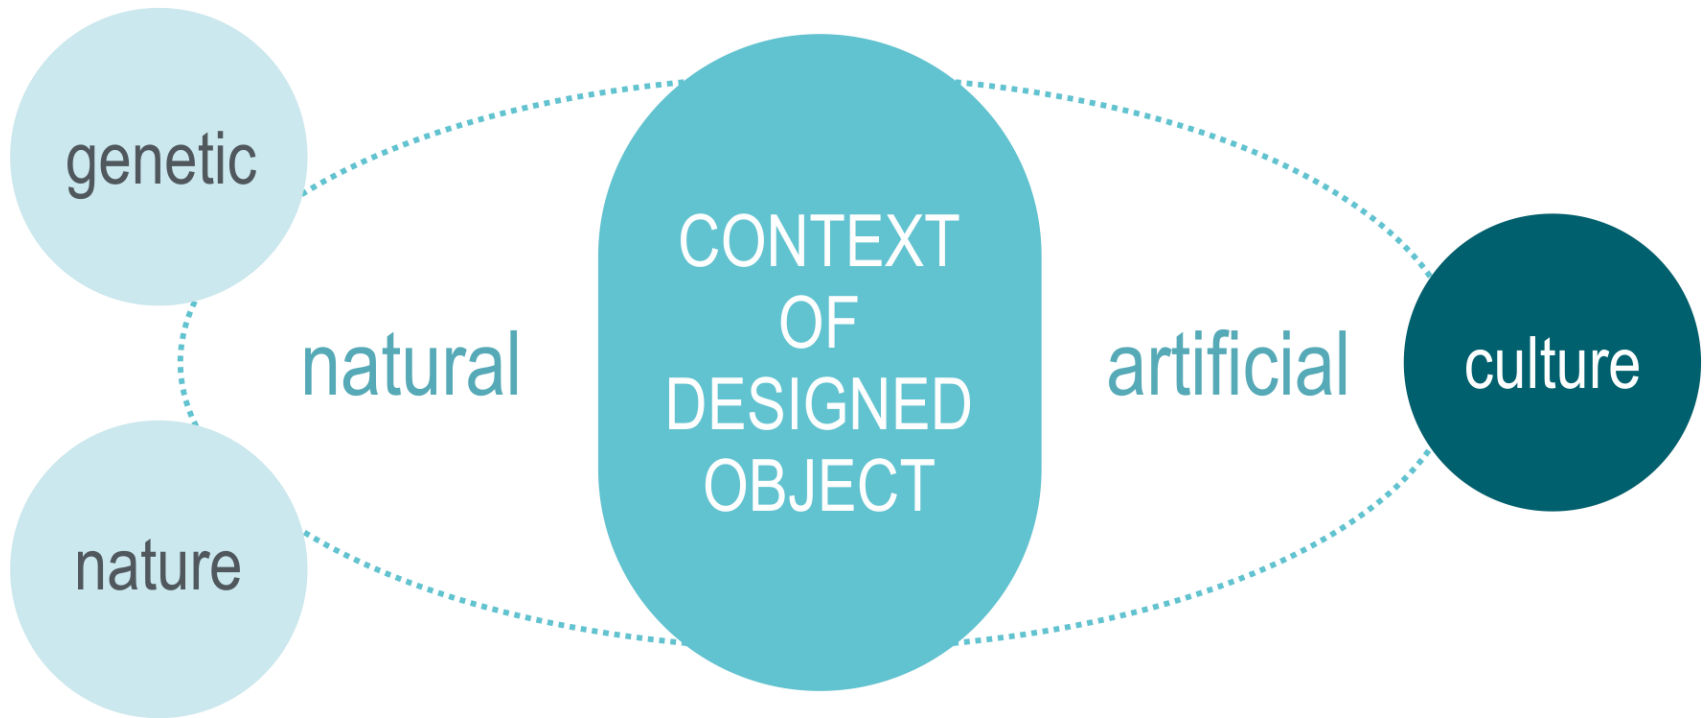 genetic
nature
natural
CONTEXT
OF
DESIGNED
OBJECT
artificial
culture